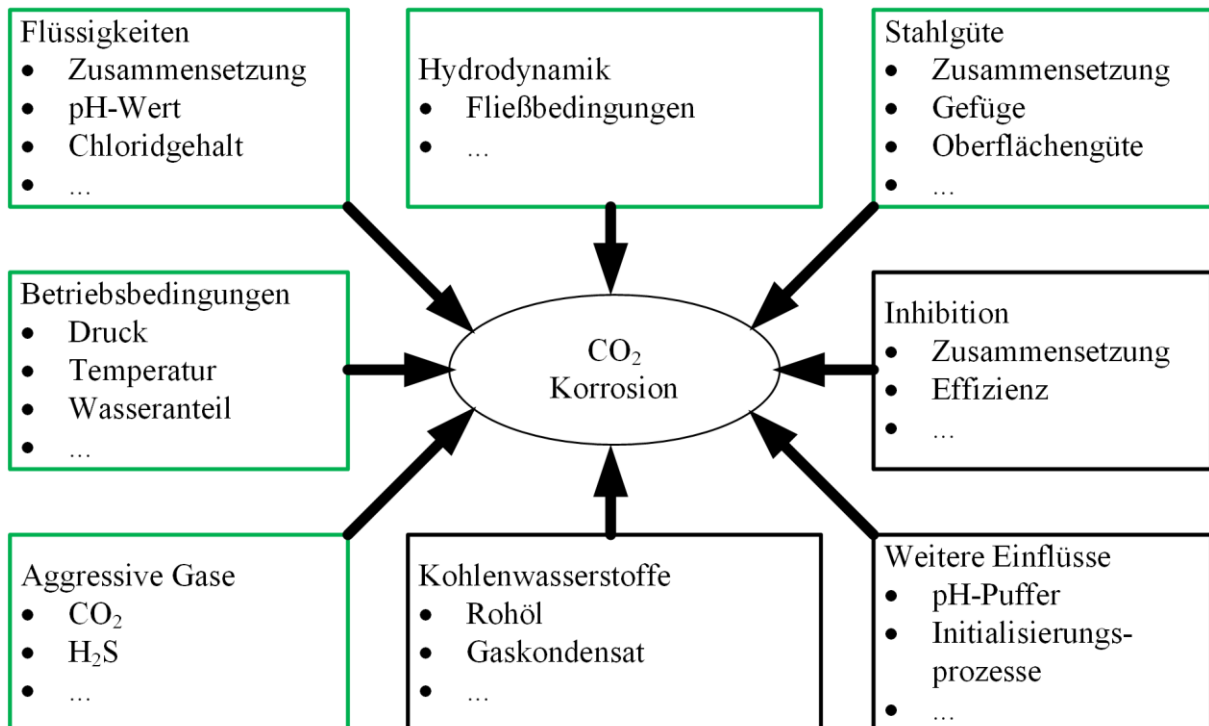 Flüssigkeiten
• Zusammensetzung
• pH-Wert
• Chloridgehalt
• ...
Hydrodynamik
• Fließbedingungen
• ...
Stahlgüte
• Zusammensetzung
• Gefüge
• Oberflächengüte
• ...
Betriebsbedingungen
• Druck
• Temperatur
• Wasseranteil
• ...
CO₂
Korrosion
Inhibition
• Zusammensetzung
• Effizienz
• ...
Aggressive Gase
• CO₂
• H₂S
• ...
Kohlenwasserstoffe
• Rohöl
• Gaskondensat
• ...
Weitere Einflüsse
• pH-Puffer
• Initialisierungs-
prozesse
• ...